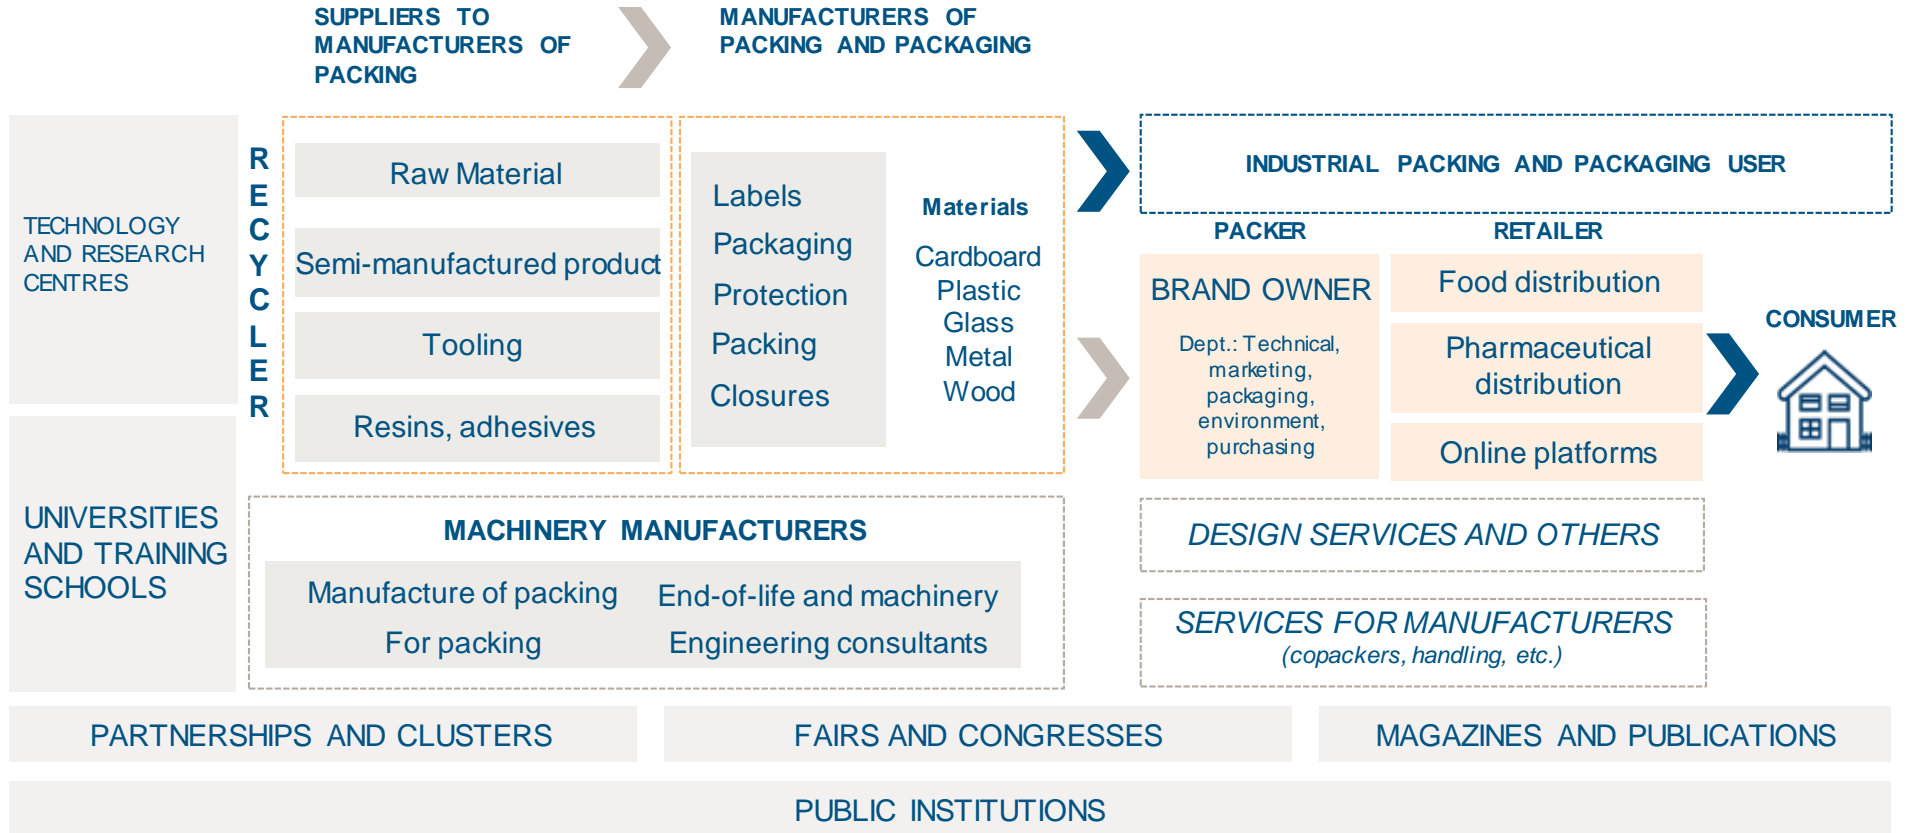 SUPPLIERS TO
MANUFACTURERS OF
PACKING
MANUFACTURERS OF
PACKING AND PACKAGING
TECHNOLOGY
AND RESEARCH
CENTRES
UNIVERSITIES
AND TRAINING
SCHOOLS
R
E
C
Y
C
L
E
R
Raw Material
Semi-manufactured product
Tooling
Resins, adhesives
Labels
Packaging
Protection
Packing
Closures
Materials
Cardboard
Plastic
Glass
Metal
Wood
INDUSTRIAL PACKING AND PACKAGING USER
PACKER
BRAND OWNER
Dept.: Technical,
marketing,
packaging,
environment,
purchasing
RETAILER
Food distribution
Pharmaceutical
distribution
Online platforms
CONSUMER
MACHINERY MANUFACTURERS
Manufacture of packing
For packing
End-of-life and machinery
Engineering consultants
DESIGN SERVICES AND OTHERS
SERVICES FOR MANUFACTURERS
(copackers, handling, etc.)
PARTNERSHIPS AND CLUSTERS
FAIRS AND CONGRESSES
MAGAZINES AND PUBLICATIONS
PUBLIC INSTITUTIONS